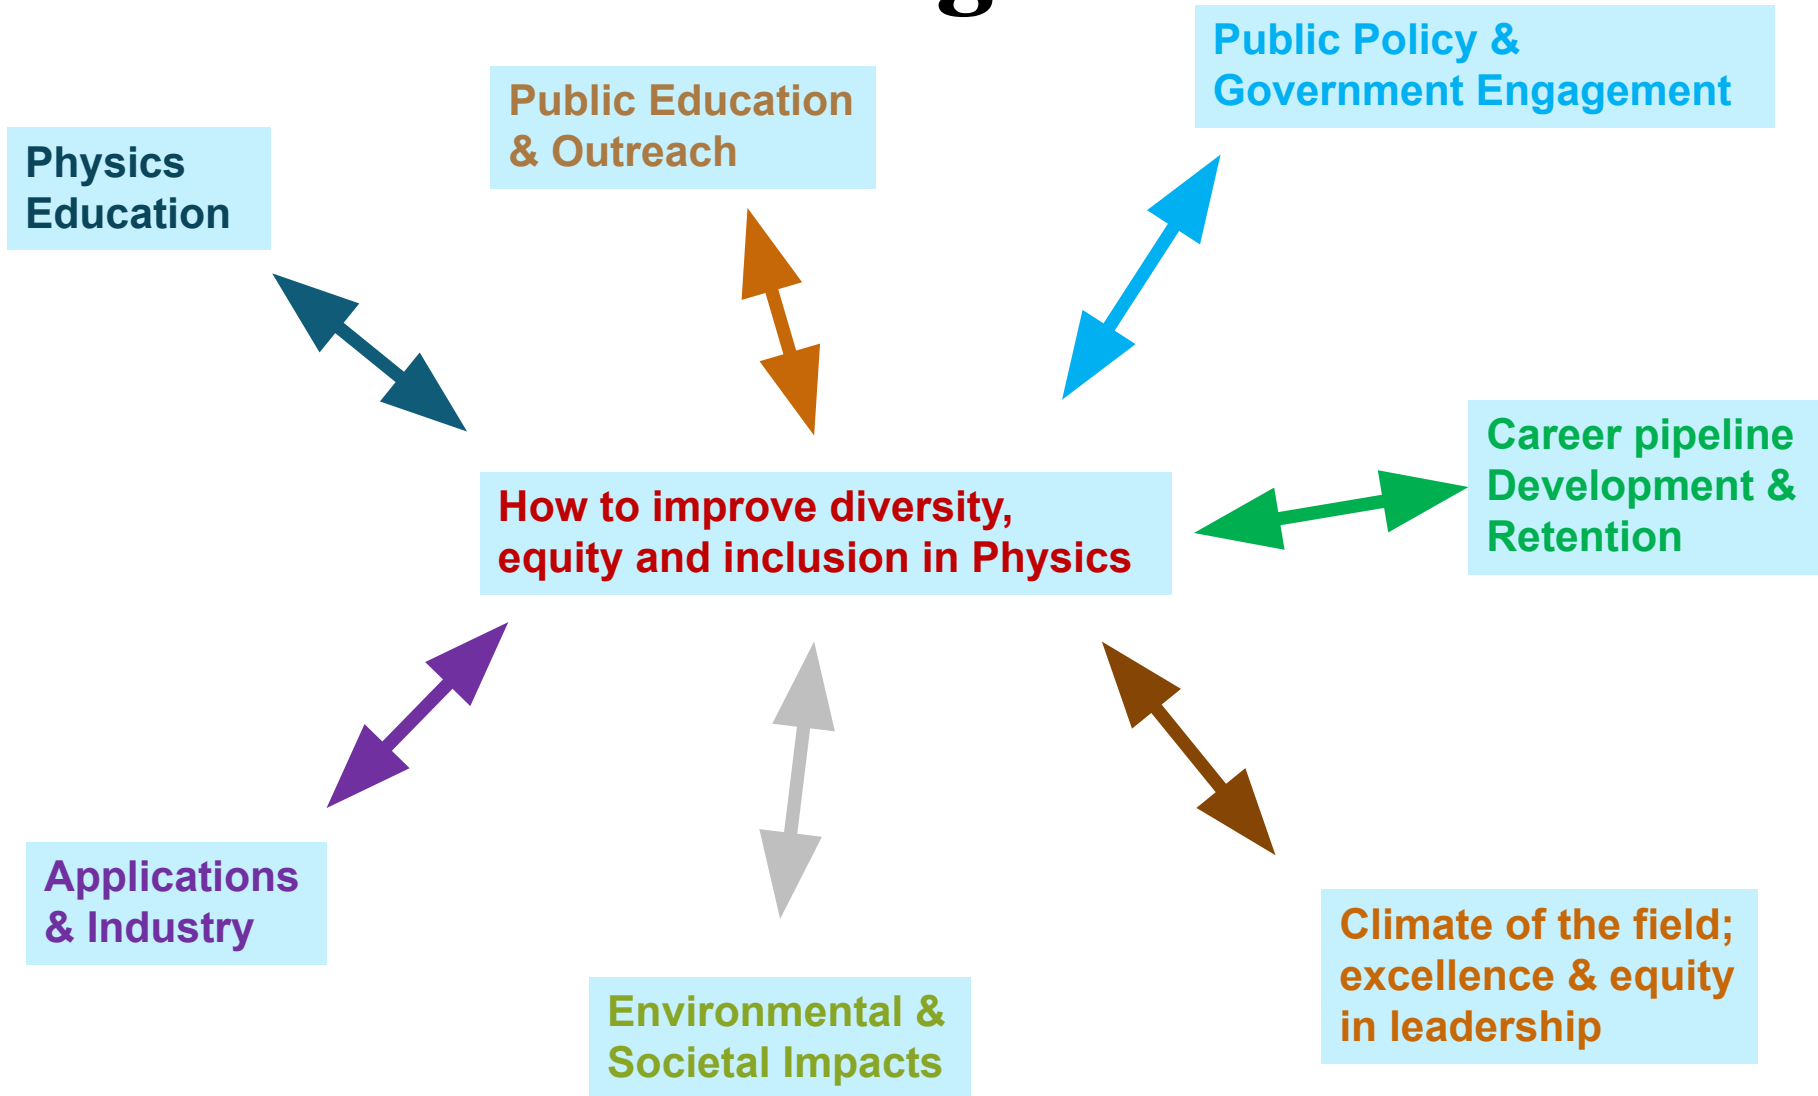 Public Policy &
Government Engagement
Public Education
& Outreach
Physics
Education
Career pipeline
Development &
Retention
How to improve diversity,
equity and inclusion in Physics
Applications
& Industry
Climate of the field;
excellence & equity
in leadership
Environmental &
Societal Impacts